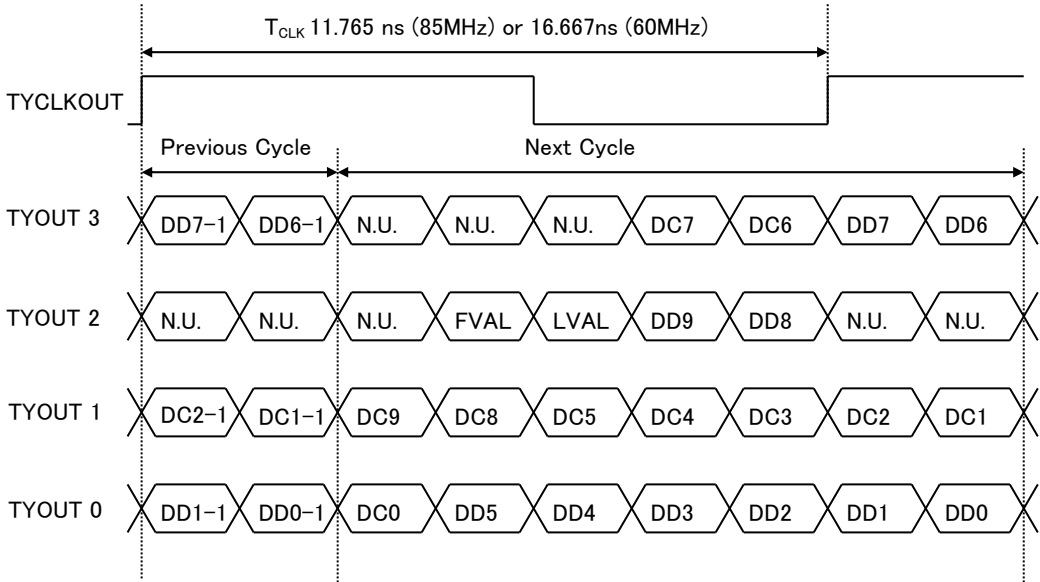 T_CLK 11.765 ns (85MHz) or 16.667ns (60MHz)
TYCLKOUT
Previous Cycle Next Cycle
TYOUT 3 DD7-1 DD6-1 N.U. N.U. N.U. DC7 DC6 DD7 DD6
TYOUT 2 N.U. N.U. N.U. FVAL LVAL DD9 DD8 N.U. N.U.
TYOUT 1 DC2-1 DC1-1 DC9 DC8 DC5 DC4 DC3 DC2 DC1
TYOUT 0 DD1-1 DD0-1 DC0 DD5 DD4 DD3 DD2 DD1 DD0